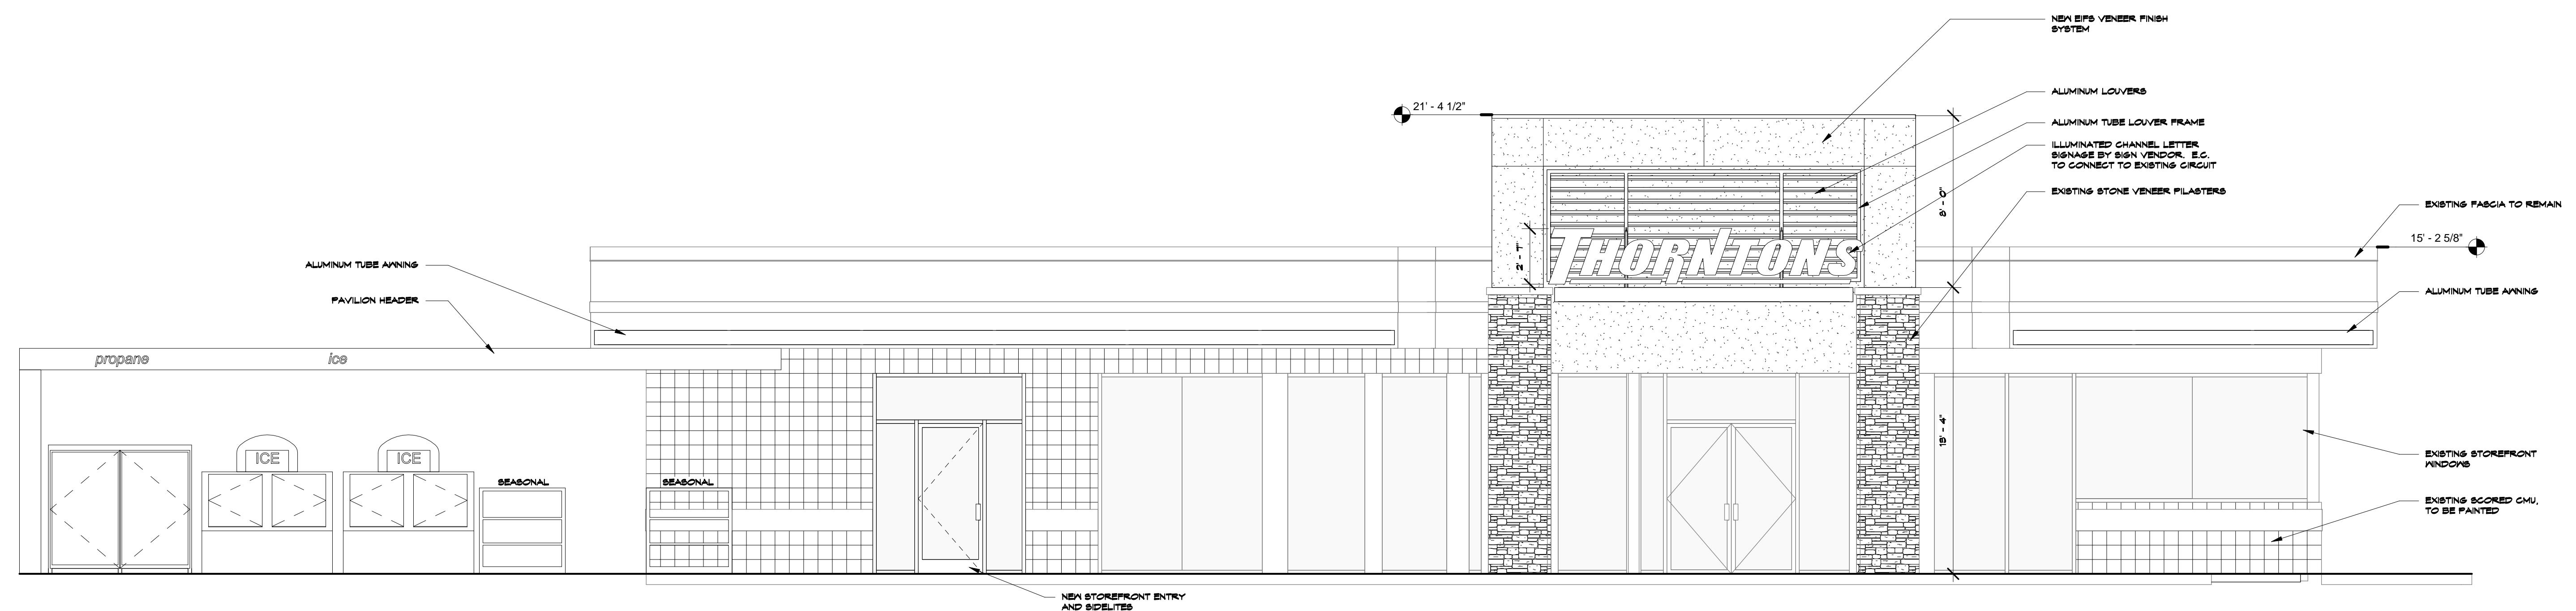 NEW EIFS VENEER FINISH
SYSTEM
ALUMINUM LOUVERS
21' - 4 1/2"
ALUMINUM TUBE LOUVER FRAME
ILLUMINATED CHANNEL LETTER
SIGNAGE BY SIGN VENDOR. E.C.
TO CONNECT TO EXISTING CIRCUIT
EXISTING STONE VENEER PILASTERS
8' - 0"
EXISTING FASCIA TO REMAIN
15' - 2 5/8"
THORNTONS
2' - 7"
ALUMINUM TUBE AWNING
PAVILION HEADER
ALUMINUM TUBE AWNING
propane
ice
13' - 4"
ICE
ICE
SEASONAL
SEASONAL
EXISTING STOREFRONT
WINDOWS
EXISTING SCORED CMU,
TO BE PAINTED
NEW STOREFRONT ENTRY
AND SIDELITES